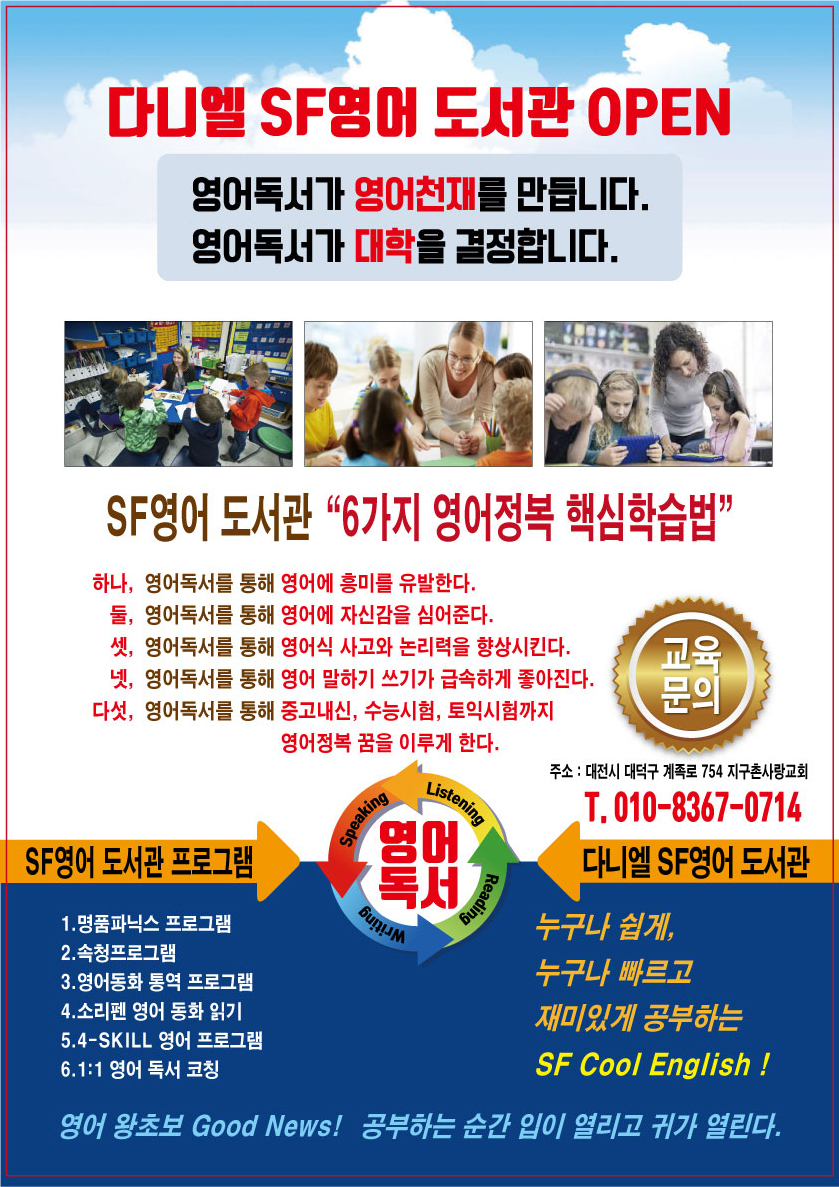 다니엘 SF영어 도서관 OPEN
영어독서가 영어천재를 만듭니다.
영어독서가 대학을 결정합니다.
SF영어 도서관 “6가지 영어정복 핵심학습법”
하나, 영어독서를 통해 영어에 흥미를 유발한다.
둘, 영어독서를 통해 영어에 자신감을 심어준다.
셋, 영어독서를 통해 영어식 사고와 논리력을 향상시킨다.
넷, 영어독서를 통해 영어 말하기 쓰기가 급속하게 좋아진다.
다섯, 영어독서를 통해 중고내신, 수능시험, 토익시험까지
영어정복 꿈을 이루게 한다.
교육
문의
주소 : 대전시 대덕구 계족로 754 지구촌사랑교회
T. 010-8367-0714
Speaking
Listening
Reading
Writing
영어
독서
SF영어 도서관 프로그램
1.명품파닉스 프로그램
2.속청프로그램
3.영어동화 통역 프로그램
4.소리펜 영어 동화 읽기
5.4-SKILL 영어 프로그램
6.1:1 영어 독서 코칭
다니엘 SF영어 도서관
누구나 쉽게,
누구나 빠르고
재미있게 공부하는
SF Cool English !
영어 왕초보 Good News! 공부하는 순간 입이 열리고 귀가 열린다.